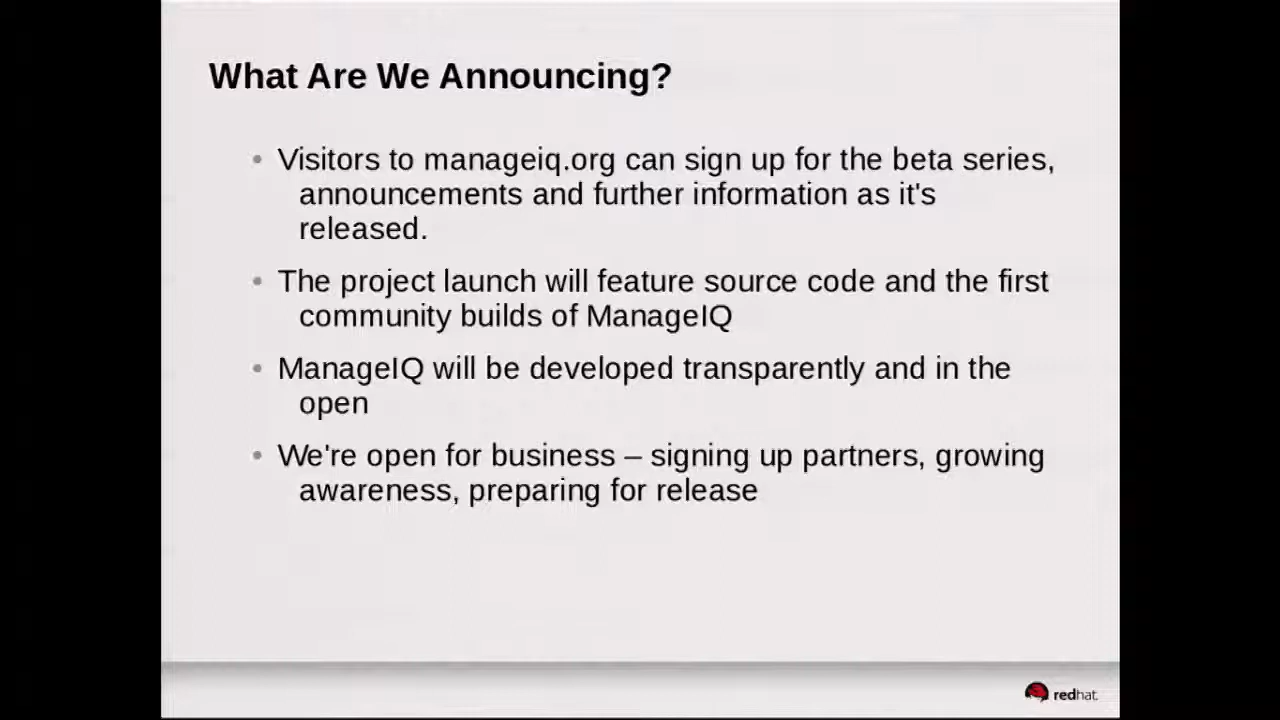 What Are We Announcing?
• Visitors to manageiq.org can sign up for the beta series,
announcements and further information as it's
released.
• The project launch will feature source code and the first
community builds of ManageIQ
• ManageIQ will be developed transparently and in the
open
• We're open for business – signing up partners, growing
awareness, preparing for release
redhat.